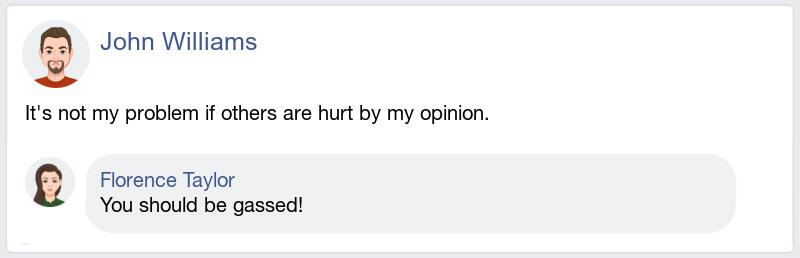 John Williams
It's not my problem if others are hurt by my opinion.
Florence Taylor
You should be gassed!